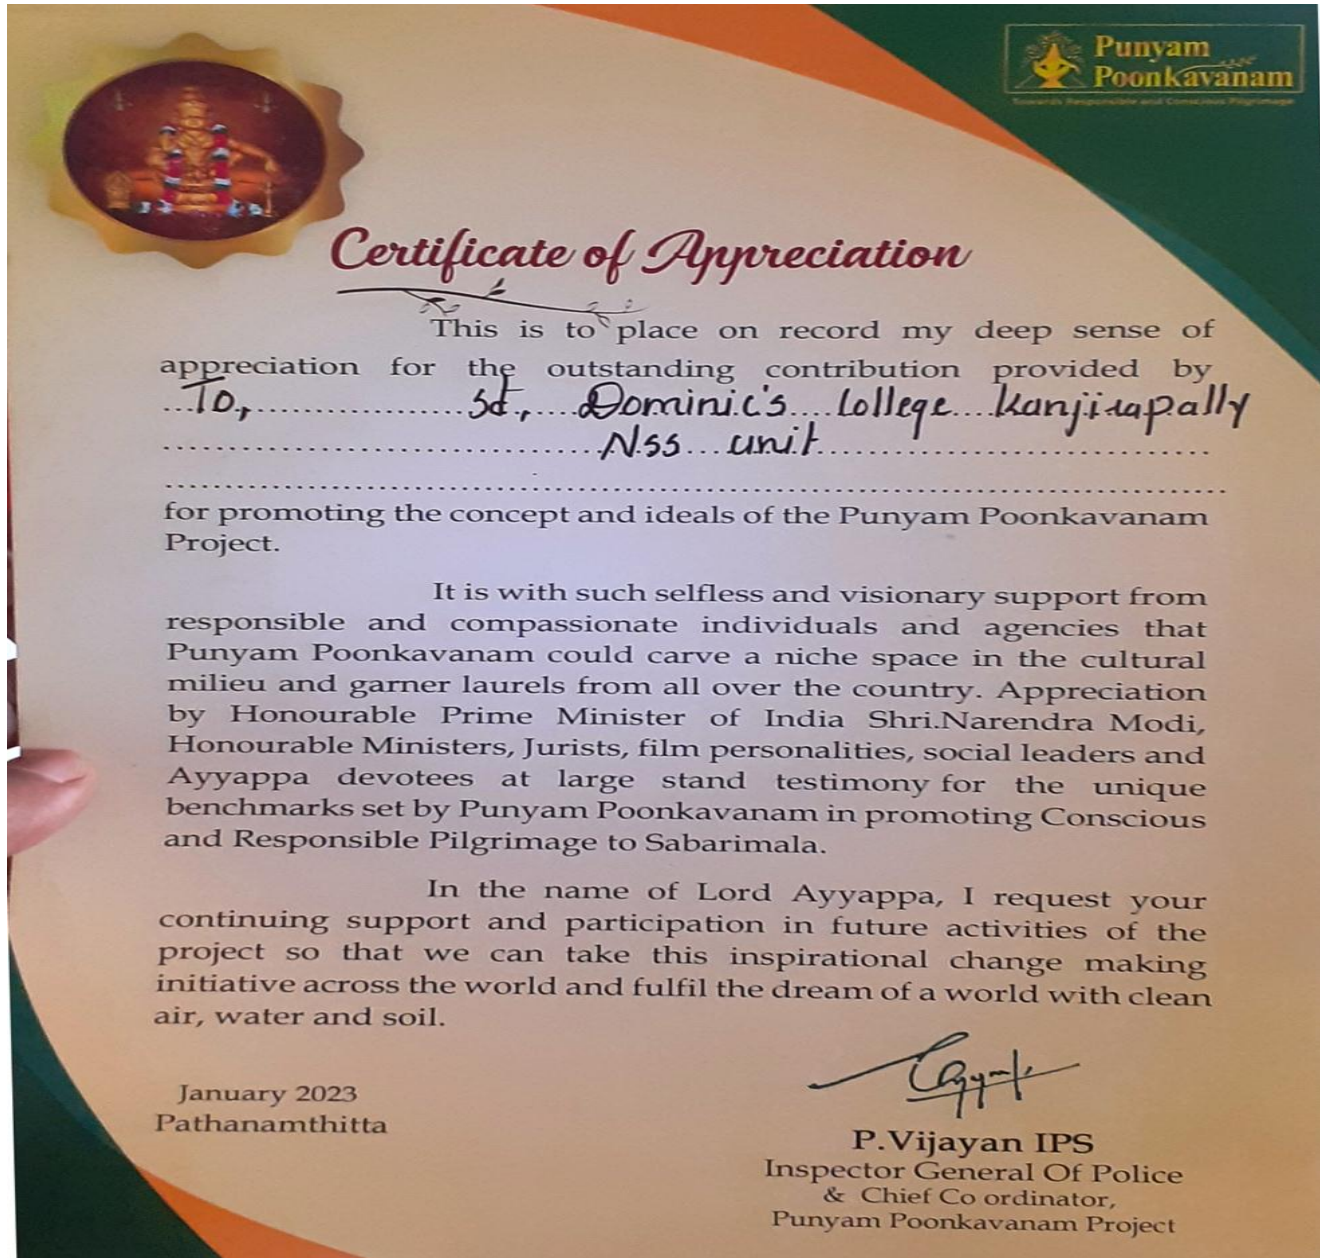 Punyam
Poonkavanam
Towards Responsible and Conscious Pilgrimage
Certificate of Appreciation
This is to place on record my deep sense of
appreciation for the outstanding contribution provided by
To, St, Dominic's College Kanjirapally
Nss unit
for promoting the concept and ideals of the Punyam Poonkavanam
Project.
It is with such selfless and visionary support from
responsible and compassionate individuals and agencies that
Punyam Poonkavanam could carve a niche space in the cultural
milieu and garner laurels from all over the country. Appreciation
by Honourable Prime Minister of India Shri.Narendra Modi,
Honourable Ministers, Jurists, film personalities, social leaders and
Ayyappa devotees at large stand testimony for the unique
benchmarks set by Punyam Poonkavanam in promoting Conscious
and Responsible Pilgrimage to Sabarimala.
In the name of Lord Ayyappa, I request your
continuing support and participation in future activities of the
project so that we can take this inspirational change making
initiative across the world and fulfil the dream of a world with clean
air, water and soil.
January 2023
Pathanamthitta
P.Vijayan IPS
Inspector General Of Police
& Chief Co ordinator,
Punyam Poonkavanam Project